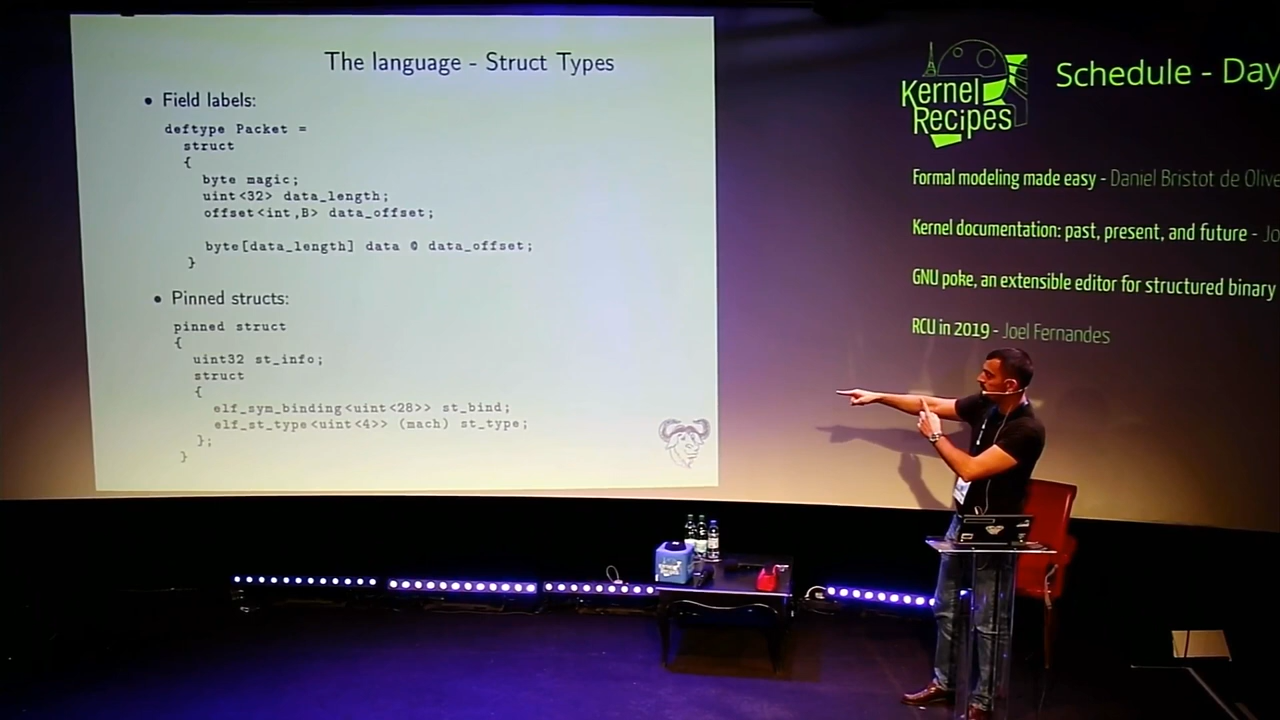 The language - Struct Types
• Field labels:
deftype Packet =
struct
{
byte magic;
uint<32> data_length;
offset<int,B> data_offset;
byte[data_length] data @ data_offset;
}
• Pinned structs:
pinned struct
{
uint32 st_info;
struct
{
elf_sym_binding<uint<28>> st_bind;
elf_st_type<uint<4>> (mach) st_type;
};
}
Kernel
Recipes
Schedule - Day
Formal modeling made easy - Daniel Bristot de Olive
Kernel documentation: past, present, and future - Jo
GNU poke, an extensible editor for structured binary
RCU in 2019 - Joel Fernandes